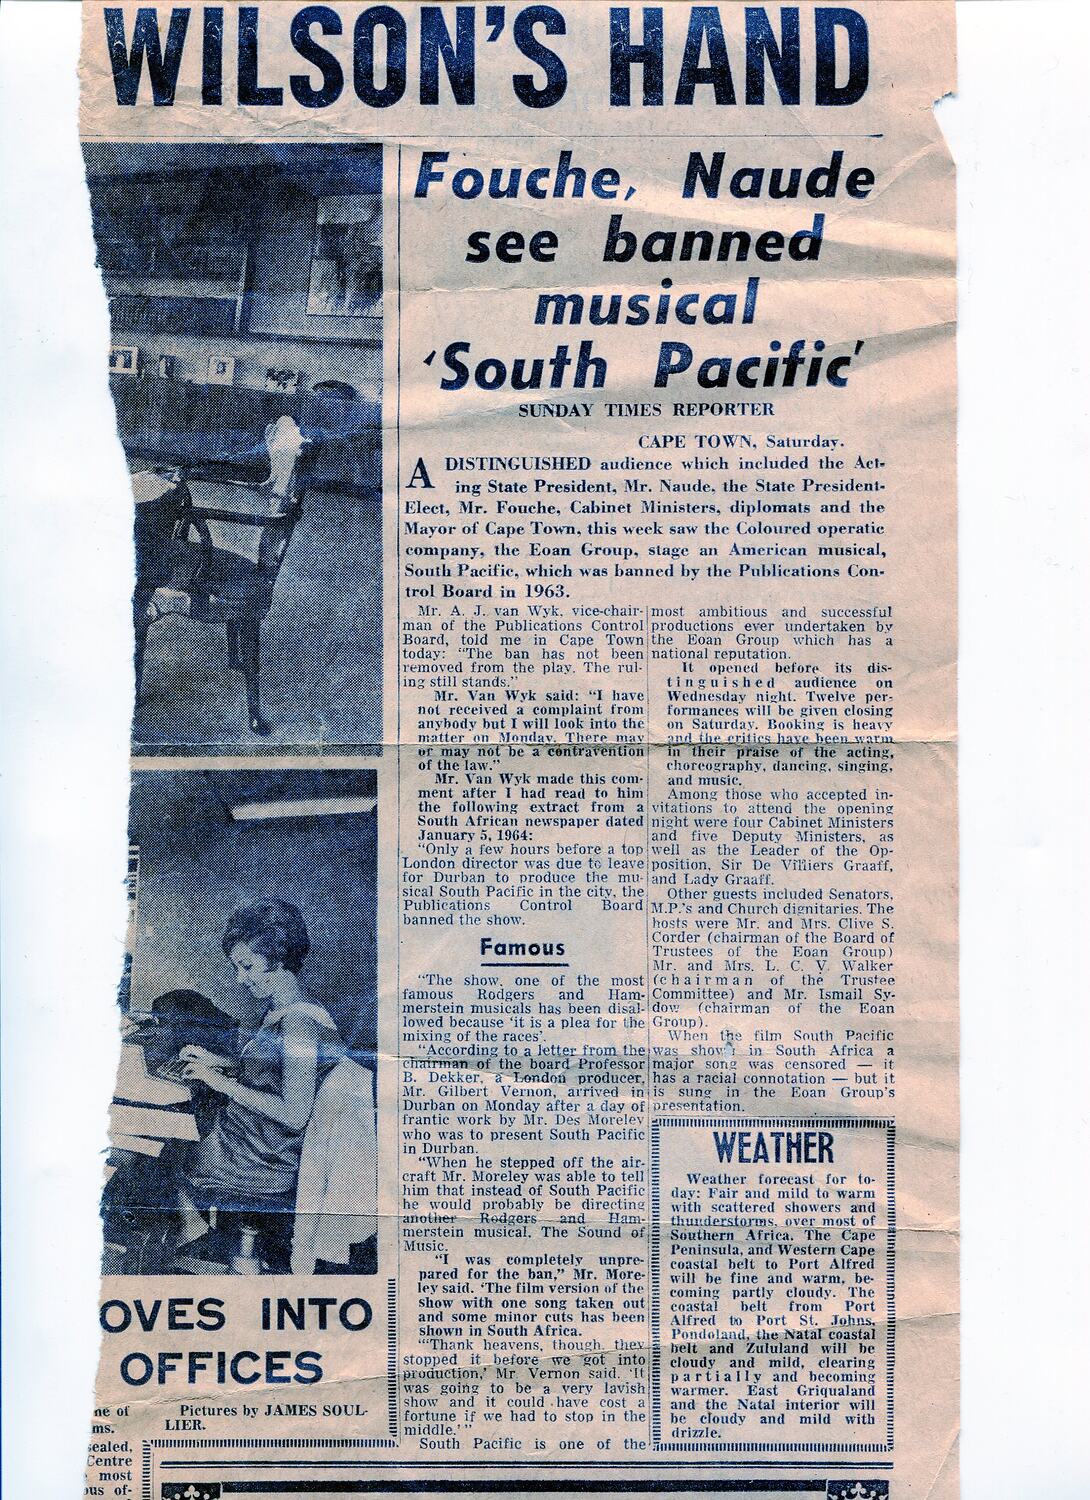 WILSON'S HAND
Fouche, Naude
see banned
musical
'South Pacific'
SUNDAY TIMES REPORTER
CAPE TOWN, Saturday.
A DISTINGUISHED audience which included the Act-
ing State President, Mr. Naude, the State President-
Elect, Mr. Fouche, Cabinet Ministers, diplomats and the
Mayor of Cape Town, this week saw the Coloured operatic
company, the Eoan Group, stage an American musical,
South Pacific, which was banned by the Publications Con-
trol Board in 1963.
Mr. A. J. van Wyk, vice-chair-
man of the Publications Control
Board, told me in Cape Town
today: "The ban has not been
removed from the play. The rul-
ing still stands."
Mr. Van Wyk said: "I have
not received a complaint from
anybody but I will look into the
matter on Monday. There may
or may not be a contravention
of the law."
Mr. Van Wyk made this com-
ment after I had read to him
the following extract from a
South African newspaper dated
January 5, 1964:
"Only a few hours before a top
London director was due to leave
for Durban to produce the mu-
sical South Pacific in the city, the
Publications Control Board
banned the show.
Famous
"The show, one of the most
famous Rodgers and Ham-
merstein musicals has been disal-
lowed because 'it is a plea for the
mixing of the races'.
"According to a letter from the
chairman of the board Professor
B. Dekker, a London producer,
Mr. Gilbert Vernon, arrived in
Durban on Monday after a day of
frantic work by Mr. Des Moreley
who was to present South Pacific
in Durban.
"When he stepped off the air-
craft Mr. Moreley was able to tell
him that instead of South Pacific
he would probably be directing
another Rodgers and Ham-
merstein musical, The Sound of
Music.
"I was completely unpre-
pared for the ban," Mr. More-
ley said. 'The film version of the
show with one song taken out
and some minor cuts has been
shown in South Africa.
"'Thank heavens, though, they
stopped it before we got into
production,' Mr. Vernon said. 'It
was going to be a very lavish
show and it could have cost a
fortune if we had to stop in the
middle.'"
South Pacific is one of the
most ambitious and successful
productions ever undertaken by
the Eoan Group which has a
national reputation.
It opened before its dis-
tinguished audience on
Wednesday night. Twelve per-
formances will be given closing
on Saturday. Booking is heavy
and the critics have been warm
in their praise of the acting,
choreography, dancing, singing,
and music.
Among those who accepted in-
vitations to attend the opening
night were four Cabinet Ministers
and five Deputy Ministers, as
well as the Leader of the Op-
position, Sir De Villiers Graaff,
and Lady Graaff.
Other guests included Senators,
M.P.'s and Church dignitaries. The
hosts were Mr. and Mrs. Clive S.
Corder (chairman of the Board of
Trustees of the Eoan Group)
Mr. and Mrs. L. C. V. Walker
(chairman of the Trustee
Committee) and Mr. Ismail Sy-
dow (chairman of the Eoan
Group).
When the film South Pacific
was shown in South Africa a
major song was censored — it
has a racial connotation — but it
is sung in the Eoan Group's
presentation.
WEATHER
Weather forecast for to-
day: Fair and mild to warm
with scattered showers and
thunderstorms, over most of
Southern Africa. The Cape
Peninsula, and Western Cape
coastal belt to Port Alfred
will be fine and warm, be-
coming partly cloudy. The
coastal belt from Port
Alfred to Port St. Johns,
Pondoland, the Natal coastal
belt and Zululand will be
cloudy and mild, clearing
partially and becoming
warmer. East Griqualand
and the Natal interior will
be cloudy and mild with
drizzle.
OVES INTO
OFFICES
Pictures by JAMES SOUL-
LIER.
ne of
ms.
sealed,
Centre
most
ous of-